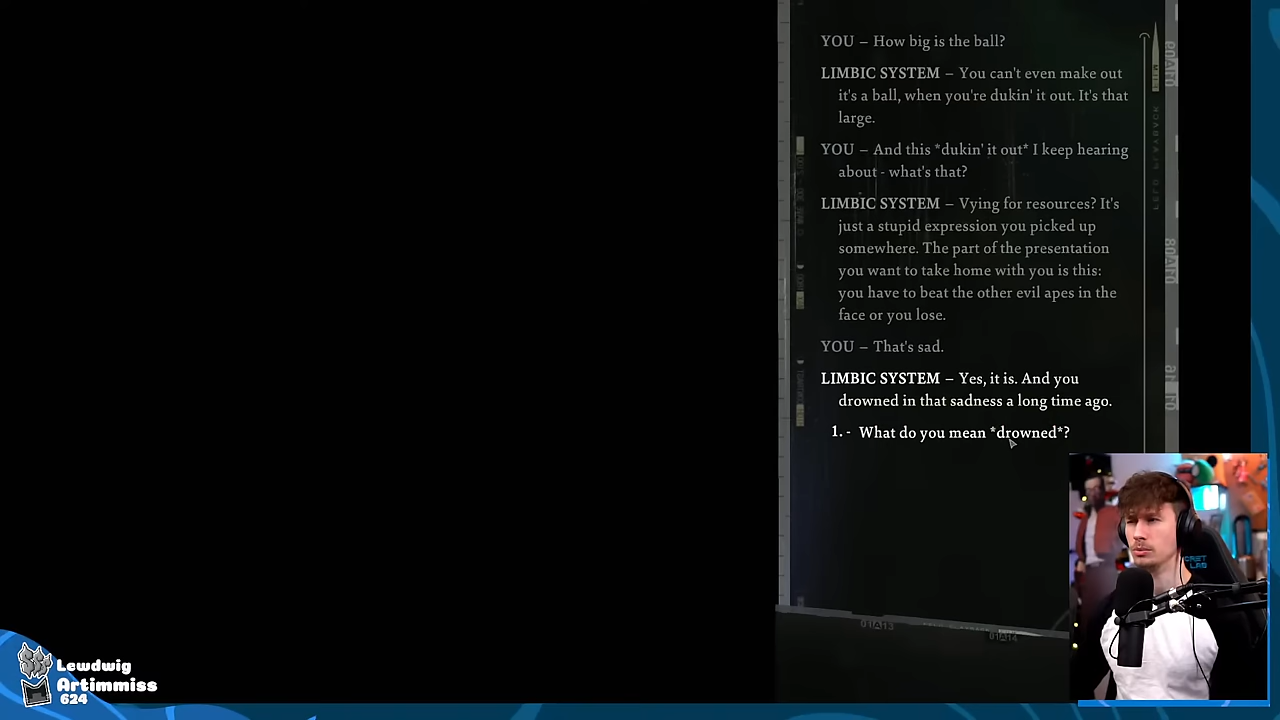 YOU – How big is the ball?
LIMBIC SYSTEM – You can't even make out
it's a ball, when you're dukin' it out. It's that
large.
YOU – And this *dukin' it out* I keep hearing
about - what's that?
LIMBIC SYSTEM – Vying for resources? It's
just a stupid expression you picked up
somewhere. The part of the presentation
you want to take home with you is this:
you have to beat the other evil apes in the
face or you lose.
YOU – That's sad.
LIMBIC SYSTEM – Yes, it is. And you
drowned in that sadness a long time ago.
1. - What do you mean *drowned*?
01A13
01A14
Lewdwig
Artimmiss
624